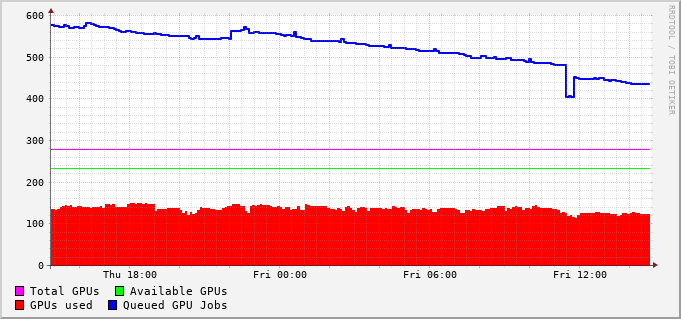 600
500
400
300
200
100
0
Thu 18:00 Fri 00:00 Fri 06:00 Fri 12:00
Total GPUs Available GPUs
GPUs used Queued GPU Jobs
RRDTOOL / TOBI OETIKER